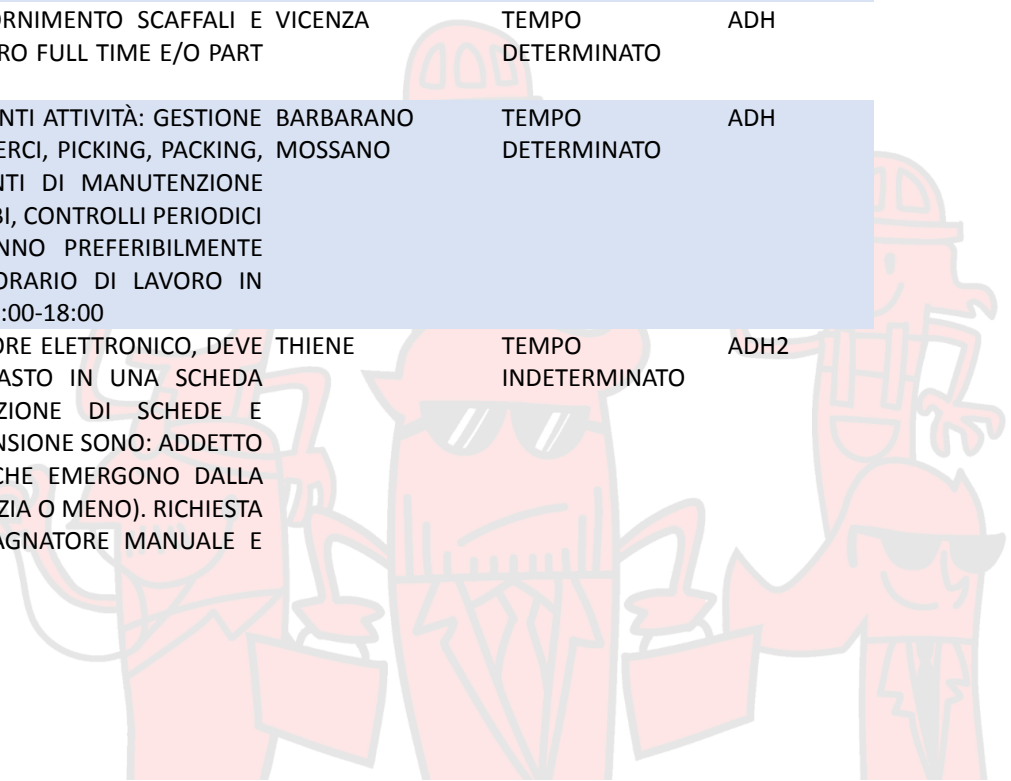 ORNIMENTO SCAFFALI E VICENZA TEMPO ADH
RO FULL TIME E/O PART DETERMINATO
NTI ATTIVITÀ: GESTIONE BARBARANO TEMPO ADH
ERCI, PICKING, PACKING, MOSSANO DETERMINATO
NTI DI MANUTENZIONE
BI, CONTROLLI PERIODICI
NNO PREFERIBILMENTE
ORARIO DI LAVORO IN
:00-18:00
ORE ELETTRONICO, DEVE THIENE TEMPO ADH2
ASTO IN UNA SCHEDA INDETERMINATO
ZIONE DI SCHEDE E
NSIONE SONO: ADDETTO
CHE EMERGONO DALLA
ZIA O MENO). RICHIESTA
AGNATORE MANUALE E